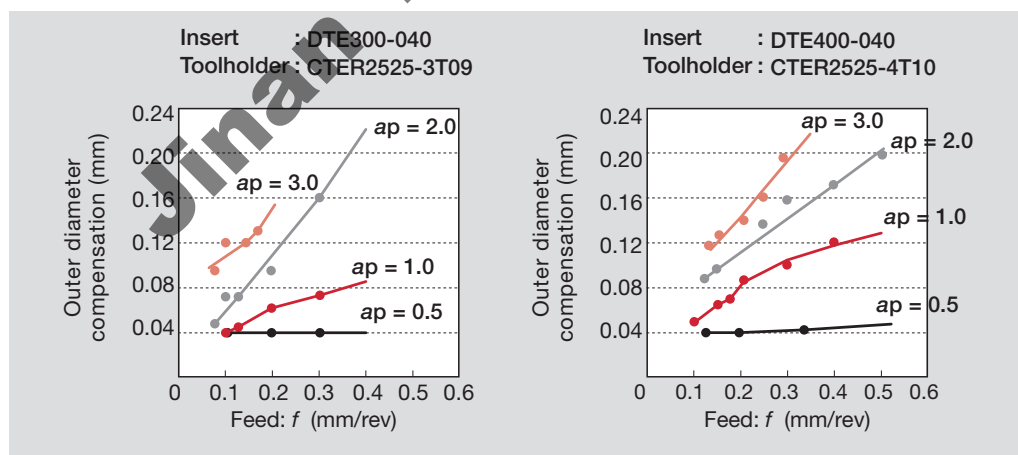 Insert : DTE300-040
Toolholder : CTER2525-3T09
Outer diameter
compensation (mm)
0.24
0.20
0.16
0.12
0.08
0.04
ap = 2.0
ap = 3.0
ap = 1.0
ap = 0.5
0 0.1 0.2 0.3 0.4 0.5 0.6
Feed: f (mm/rev)
Insert : DTE400-040
Toolholder : CTER2525-4T10
Outer diameter
compensation (mm)
0.24
0.20
0.16
0.12
0.08
0.04
ap = 3.0
ap = 2.0
ap = 1.0
ap = 0.5
0 0.1 0.2 0.3 0.4 0.5 0.6
Feed: f (mm/rev)
Jinan